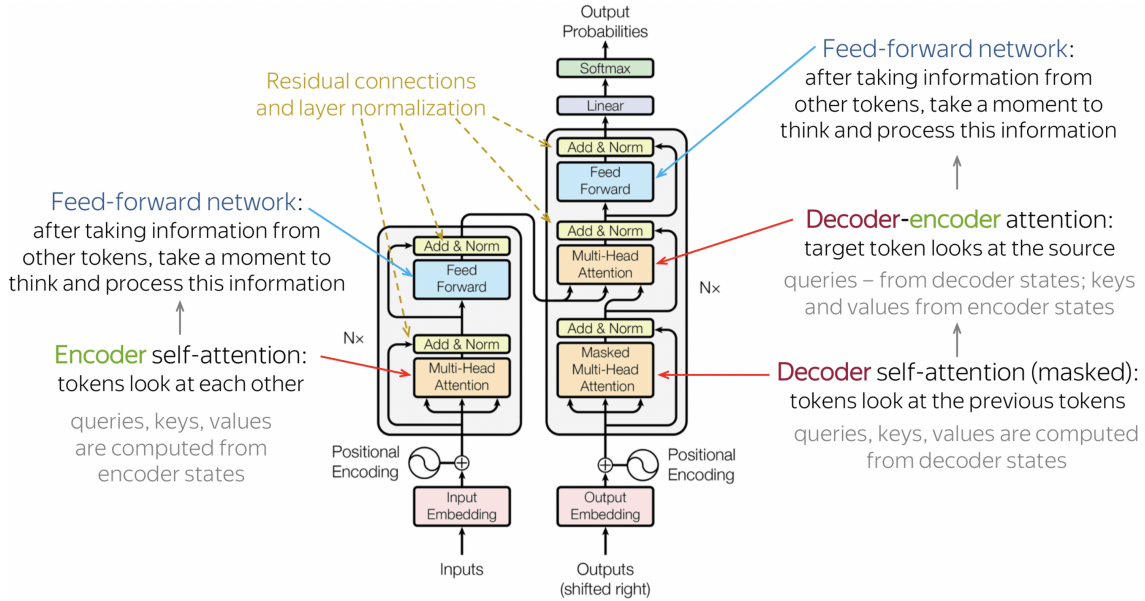 Output
Probabilities
Softmax
Linear
Add & Norm
Feed
Forward
Add & Norm
Multi-Head
Attention
Add & Norm
Masked
Multi-Head
Attention
Nx
Positional
Encoding
Output
Embedding
Outputs
(shifted right)
Residual connections
and layer normalization
Add & Norm
Feed
Forward
Add & Norm
Multi-Head
Attention
N×
Positional
Encoding
Input
Embedding
Inputs
Feed-forward network:
after taking information from
other tokens, take a moment to
think and process this information
Encoder self-attention:
tokens look at each other
queries, keys, values
are computed from
encoder states
Feed-forward network:
after taking information from
other tokens, take a moment to
think and process this information
Decoder-encoder attention:
target token looks at the source
queries – from decoder states; keys
and values from encoder states
Decoder self-attention (masked):
tokens look at the previous tokens
queries, keys, values are computed
from decoder states